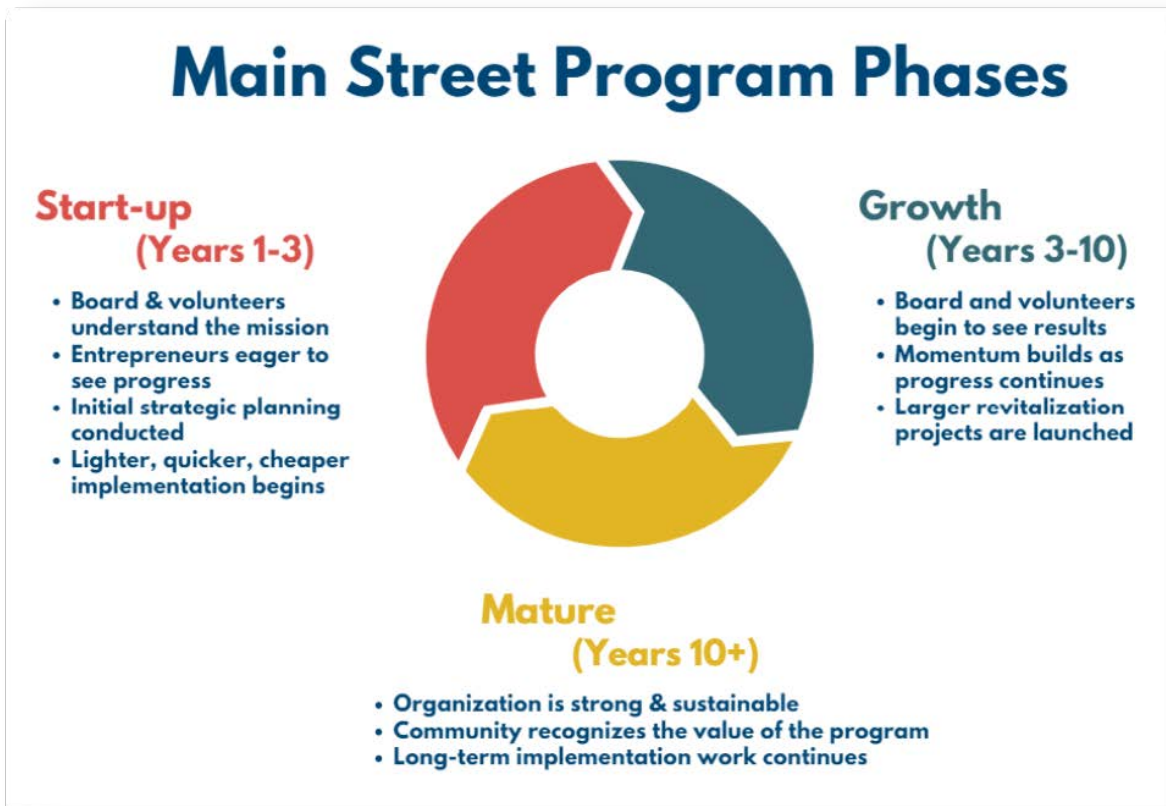 Main Street Program Phases
Start-up
(Years 1-3)
• Board & volunteers
understand the mission
• Entrepreneurs eager to
see progress
• Initial strategic planning
conducted
• Lighter, quicker, cheaper
implementation begins
Growth
(Years 3-10)
• Board and volunteers
begin to see results
• Momentum builds as
progress continues
• Larger revitalization
projects are launched
Mature
(Years 10+)
• Organization is strong & sustainable
• Community recognizes the value of the program
• Long-term implementation work continues